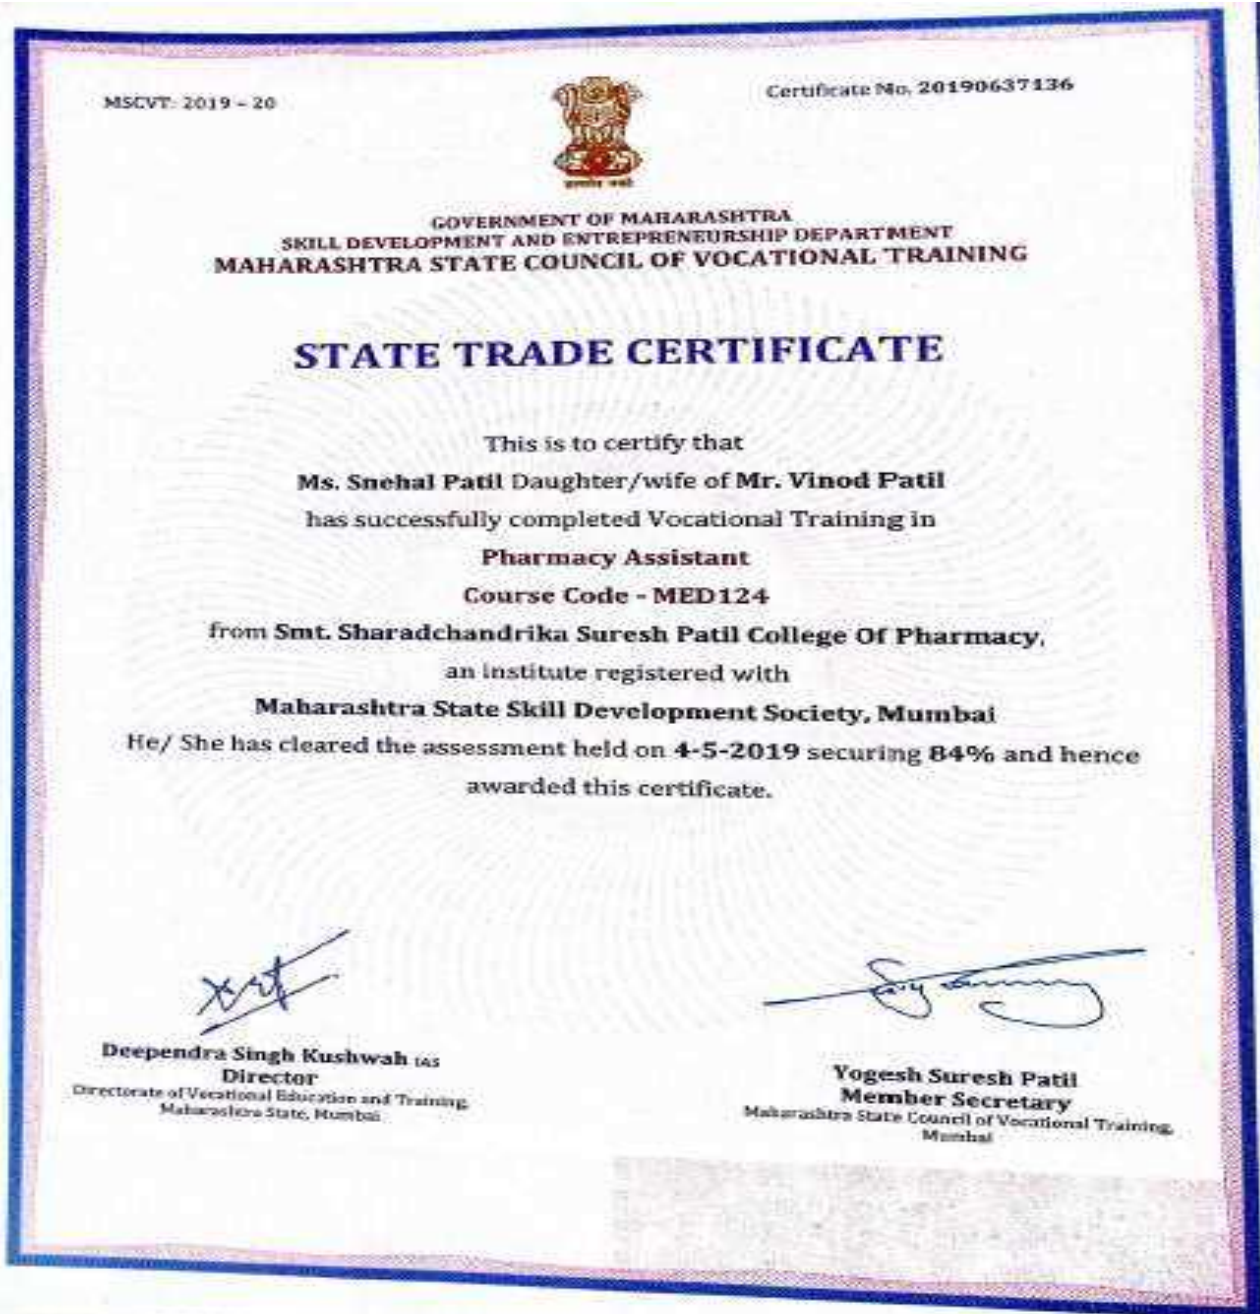 MSCVT: 2019 – 20
Certificate No. 20190637136
GOVERNMENT OF MAHARASHTRA
SKILL DEVELOPMENT AND ENTREPRENEURSHIP DEPARTMENT
MAHARASHTRA STATE COUNCIL OF VOCATIONAL TRAINING
STATE TRADE CERTIFICATE
This is to certify that
Ms. Snehal Patil Daughter/wife of Mr. Vinod Patil
has successfully completed Vocational Training in
Pharmacy Assistant
Course Code - MED124
from Smt. Sharadchandrika Suresh Patil College Of Pharmacy,
an institute registered with
Maharashtra State Skill Development Society, Mumbai
He/ She has cleared the assessment held on 4-5-2019 securing 84% and hence
awarded this certificate.
Deependra Singh Kushwah IAS
Director
Directorate of Vocational Education and Training,
Maharashtra State, Mumbai
Yogesh Suresh Patil
Member Secretary
Maharashtra State Council of Vocational Training,
Mumbai